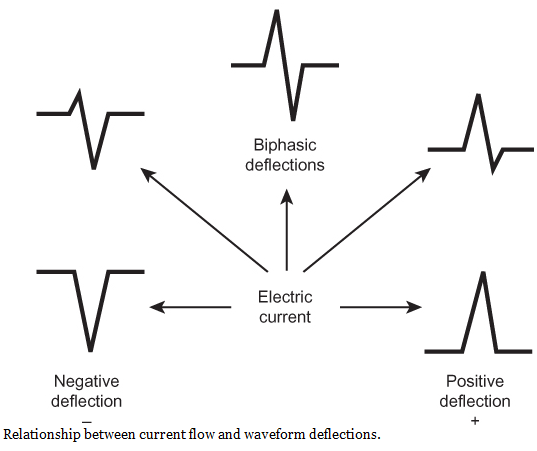 Biphasic
deflections
Electric
current
Negative
deflection
–
Positive
deflection
+
Relationship between current flow and waveform deflections.